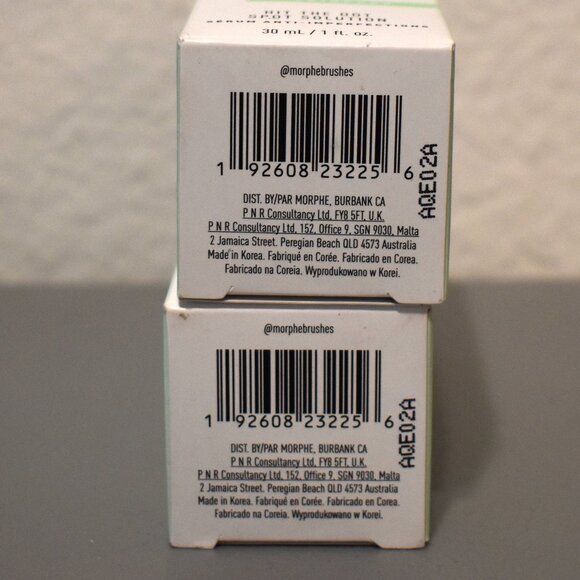 HIT THE DOT
SPOT SOLUTION
SÉRUM ANTI-IMPERFECTIONS
30 mL / 1 fl. oz.
@morphebrushes
1 92608 23225 6
AQE02A
DIST. BY/PAR MORPHE, BURBANK CA
P N R Consultancy Ltd, FY8 5FT, U.K.
P N R Consultancy Ltd, 152, Office 9, SGN 9030, Malta
2 Jamaica Street. Peregian Beach QLD 4573 Australia
Made in Korea. Fabriqué en Corée. Fabricado en Corea.
Fabricado na Coreia. Wyprodukowano w Korei.
@morphebrushes
1 92608 23225 6
AQE02A
DIST. BY/PAR MORPHE, BURBANK CA
P N R Consultancy Ltd, FY8 5FT, U.K.
P N R Consultancy Ltd, 152, Office 9, SGN 9030, Malta
2 Jamaica Street. Peregian Beach QLD 4573 Australia
Made in Korea. Fabriqué en Corée. Fabricado en Corea.
Fabricado na Coreia. Wyprodukowano w Korei.